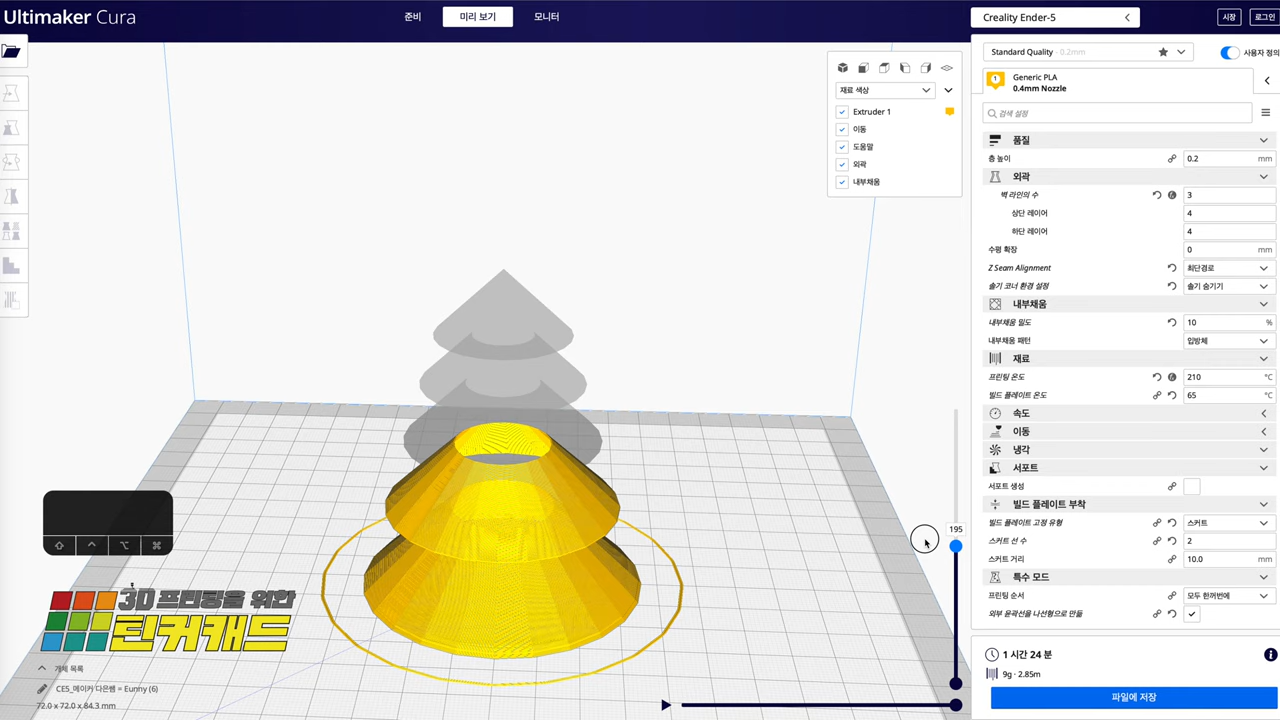 Ultimaker Cura
준비
미리 보기
모니터
Creality Ender-5
시장
로그인
Standard Quality - 0.2mm
사용자 정의
재료 색상
Extruder 1
이동
도움말
외곽
내부채움
1
Generic PLA
0.4mm Nozzle
검색 설정
품질
층 높이
0.2 mm
외곽
벽 라인의 수
3
상단 레이어
4
하단 레이어
4
수평 확장
0 mm
Z Seam Alignment
최단경로
솔기 코너 환경 설정
솔기 숨기기
내부채움
내부채움 밀도
10 %
내부채움 패턴
입방체
재료
프린팅 온도
210 °C
빌드 플레이트 온도
65 °C
속도
이동
냉각
서포트
서포트 생성
빌드 플레이트 부착
빌드 플레이트 고정 유형
스커트
스커트 선 수
2
스커트 거리
10.0 mm
특수 모드
프린팅 순서
모두 한꺼번에
외부 윤곽선을 나선형으로 만듦
195
3D 프린팅을 위한
틴커캐드
개체 목록
CE5_메이커 다은쌤 = Eunny (6)
72.0 x 72.0 x 84.3 mm
1 시간 24 분
9g · 2.85m
파일에 저장